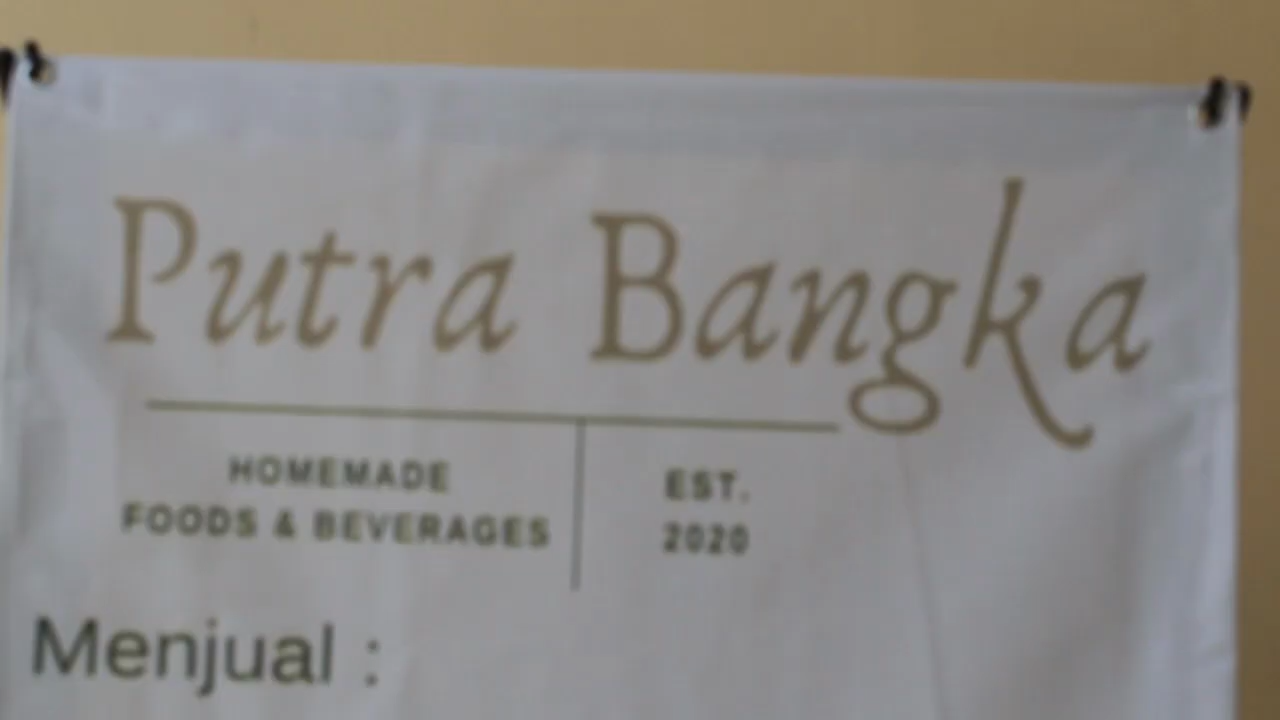 Putra Bangka
HOMEMADE
FOODS & BEVERAGES
EST.
2020
Menjual :